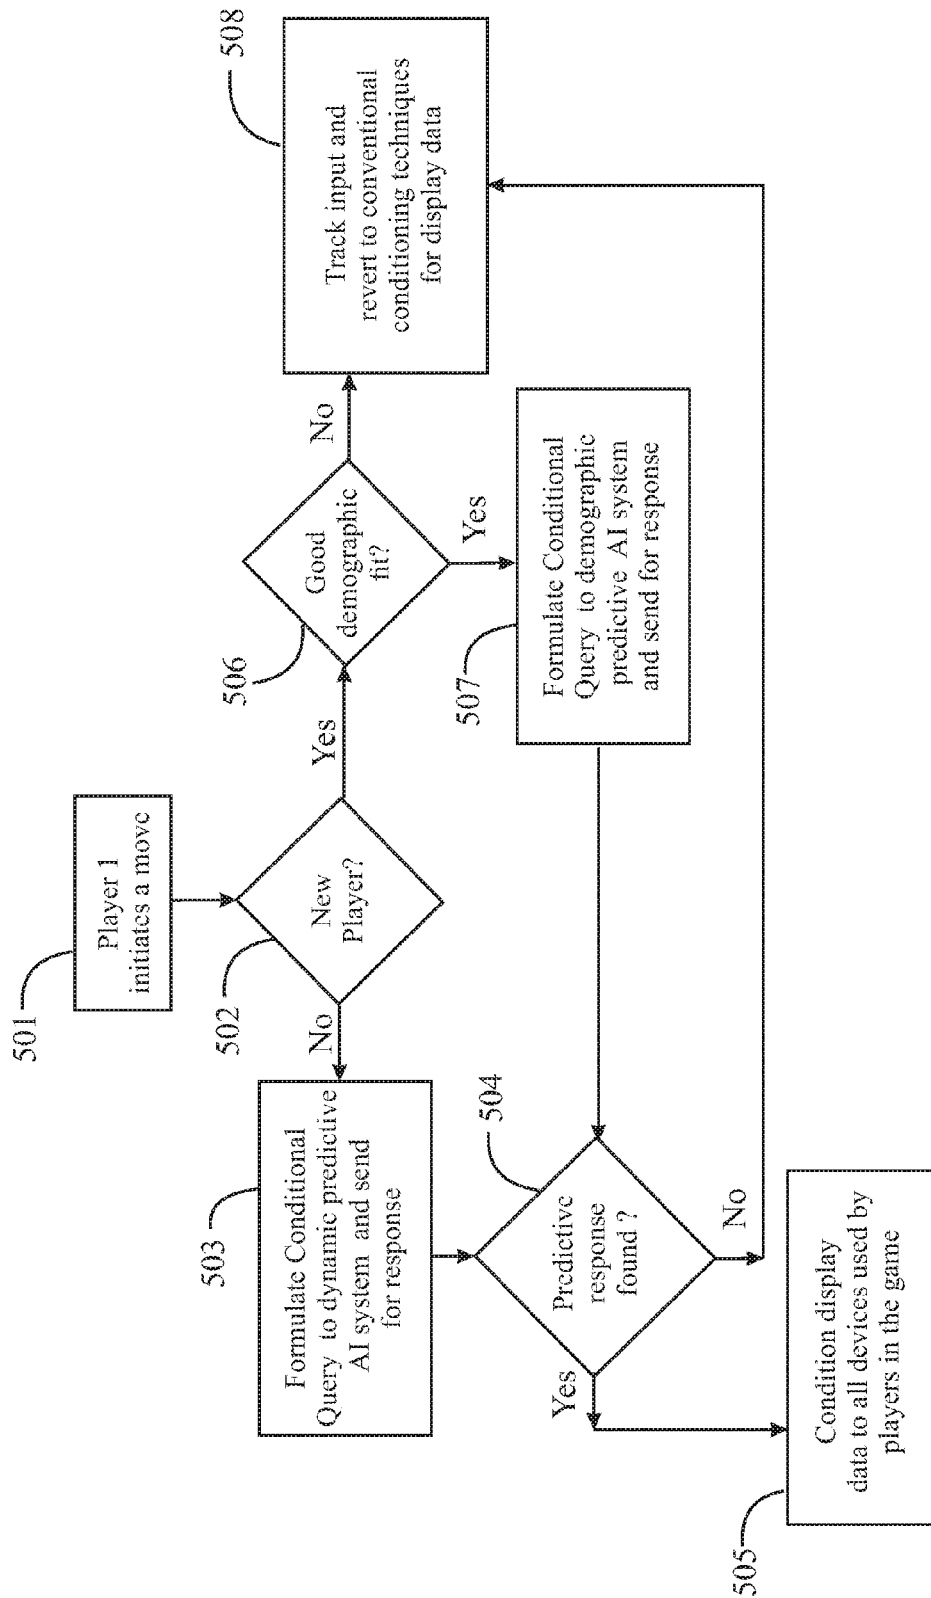 501
Player 1
initiates a move
502
New
Player?
No
Yes
503
Formulate Conditional
Query to dynamic predictive
AI system and send
for response
504
Predictive
response
found ?
Yes
No
505
Condition display
data to all devices used by
players in the game
506
Good
demographic
fit?
No
Yes
507
Formulate Conditional
Query to demographic
predictive AI system
and send for response
508
Track input and
revert to conventional
conditioning techniques
for display data